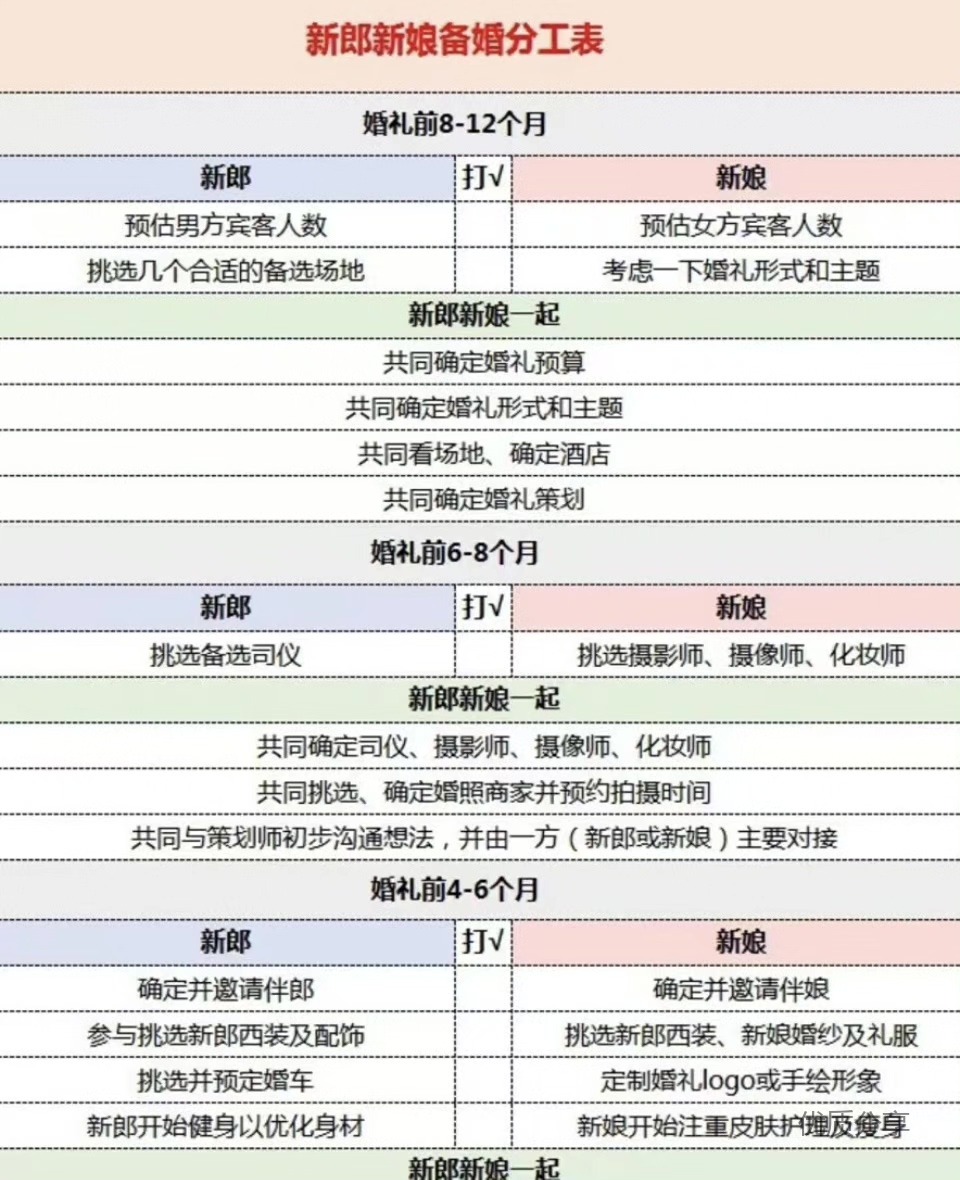 新郎新娘备婚分工表
婚礼前8-12个月
新郎 打√ 新娘
预估男方宾客人数 预估女方宾客人数
挑选几个合适的备选场地 考虑一下婚礼形式和主题
新郎新娘一起
共同确定婚礼预算
共同确定婚礼形式和主题
共同看场地、确定酒店
共同确定婚礼策划
婚礼前6-8个月
新郎 打√ 新娘
挑选备选司仪 挑选摄影师、摄像师、化妆师
新郎新娘一起
共同确定司仪、摄影师、摄像师、化妆师
共同挑选、确定婚照商家并预约拍摄时间
共同与策划师初步沟通想法，并由一方（新郎或新娘）主要对接
婚礼前4-6个月
新郎 打√ 新娘
确定并邀请伴郎 确定并邀请伴娘
参与挑选新郎西装及配饰 挑选新郎西装、新娘婚纱及礼服
挑选并预定婚车 定制婚礼logo或手绘形象
新郎开始健身以优化身材 新娘开始注重皮肤护理及瘦身
新郎新娘一起